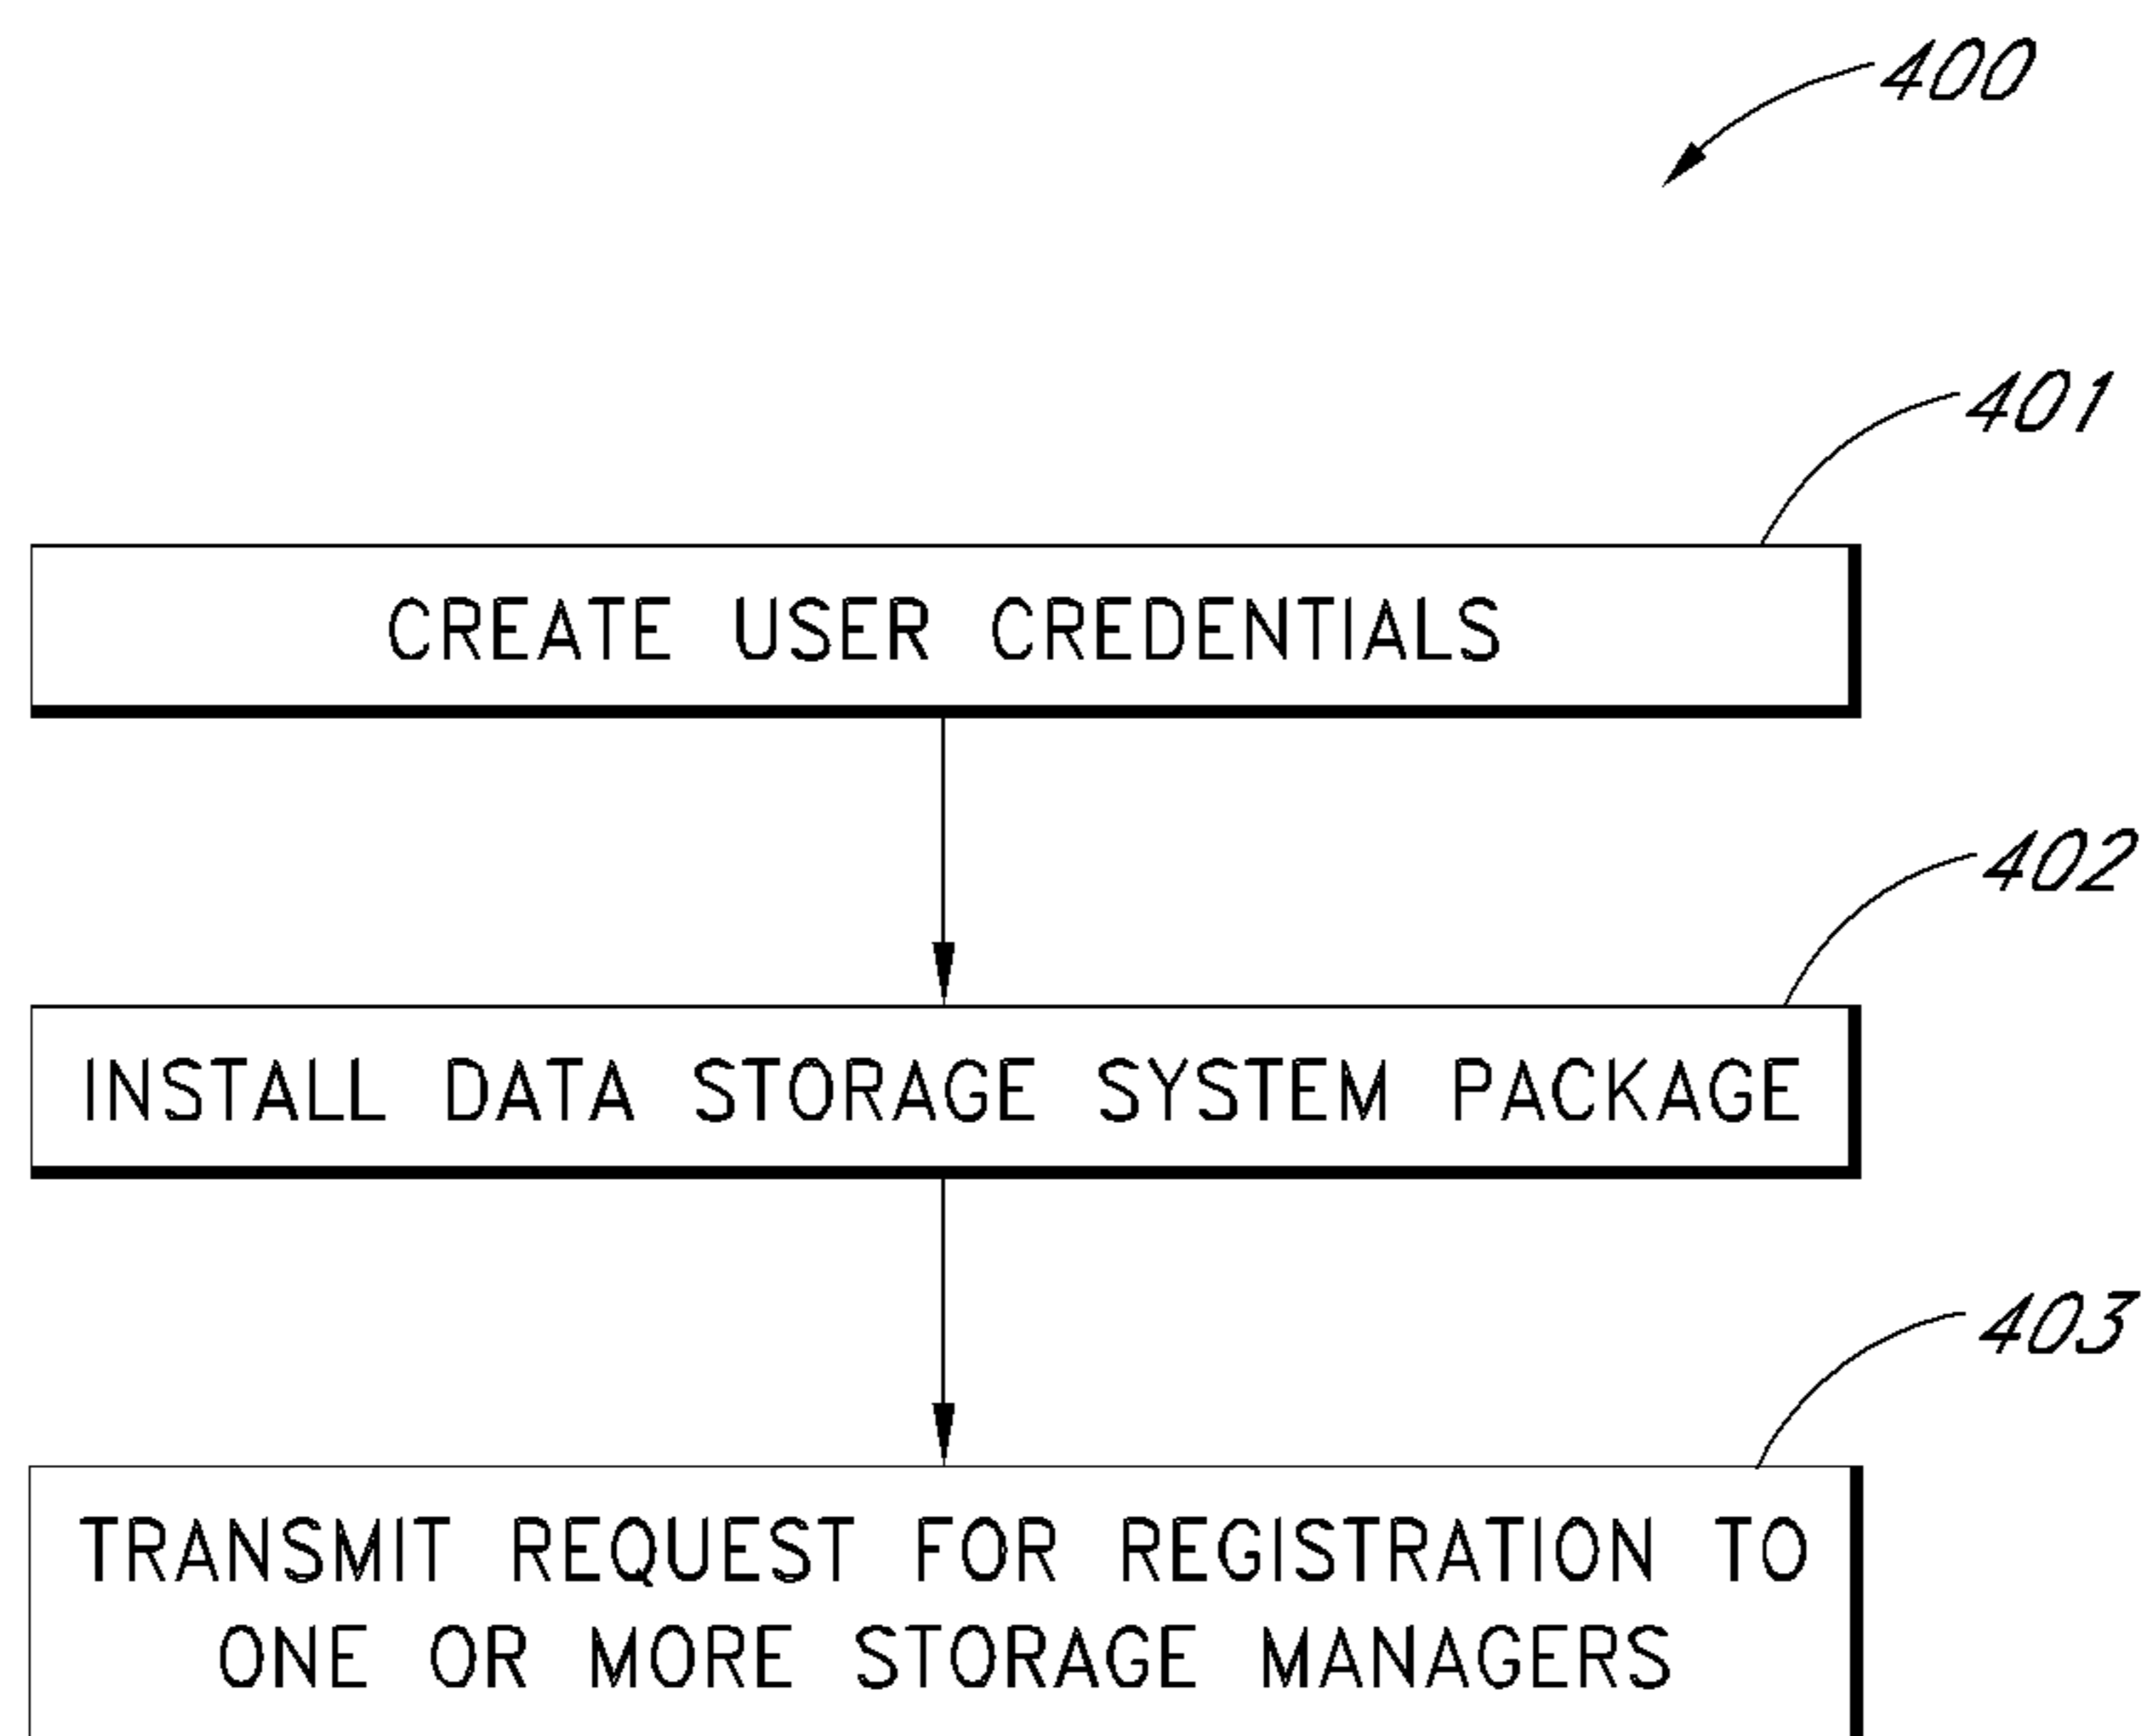 400
401
CREATE USER CREDENTIALS
402
INSTALL DATA STORAGE SYSTEM PACKAGE
403
TRANSMIT REQUEST FOR REGISTRATION TO
ONE OR MORE STORAGE MANAGERS